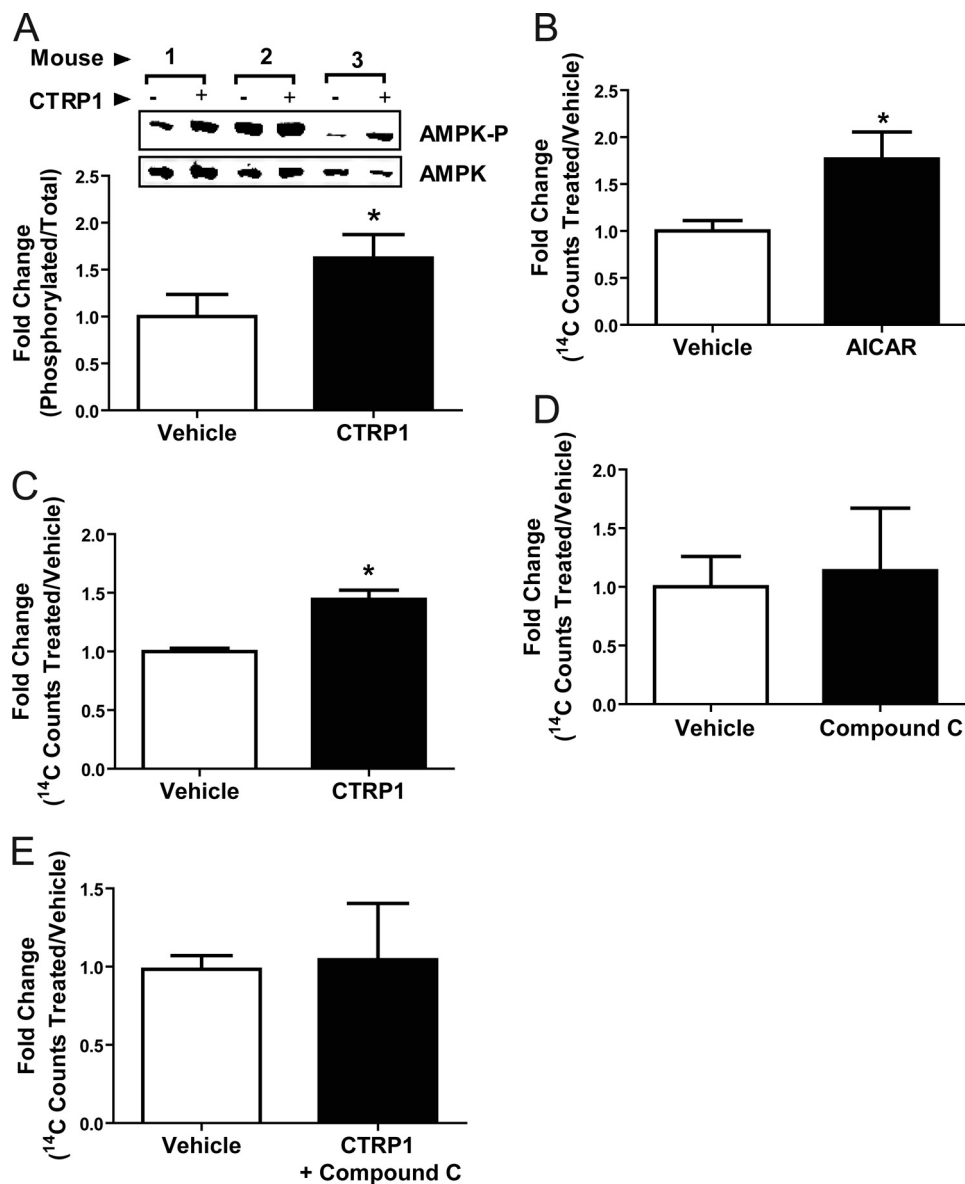 A
Mouse ► 1 2 3
CTRP1 ► - + - + - +
AMPK-P
AMPK
Fold Change
(Phosphorylated/Total)
2.5
2.0
1.5
1.0
0.5
0.0
*
Vehicle CTRP1
B
Fold Change
(¹⁴C Counts Treated/Vehicle)
2.5
2.0
1.5
1.0
0.5
0.0
*
Vehicle AICAR
C
Fold Change
(¹⁴C Counts Treated/Vehicle)
2.0
1.5
1.0
0.5
0.0
*
Vehicle CTRP1
D
Fold Change
(¹⁴C Counts Treated/Vehicle)
2.0
1.5
1.0
0.5
0.0
Vehicle Compound C
E
Fold Change
(¹⁴C Counts Treated/Vehicle)
1.5
1.0
0.5
0.0
Vehicle CTRP1
+ Compound C